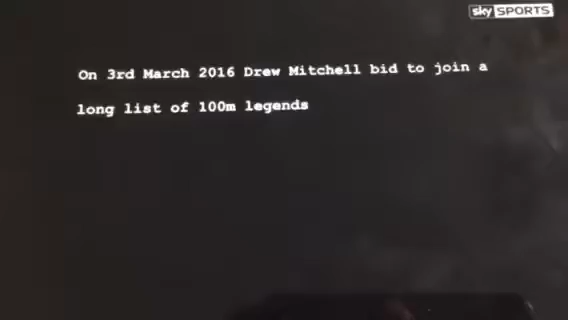 sky SPORTS
On 3rd March 2016 Drew Mitchell bid to join a
long list of 100m legends